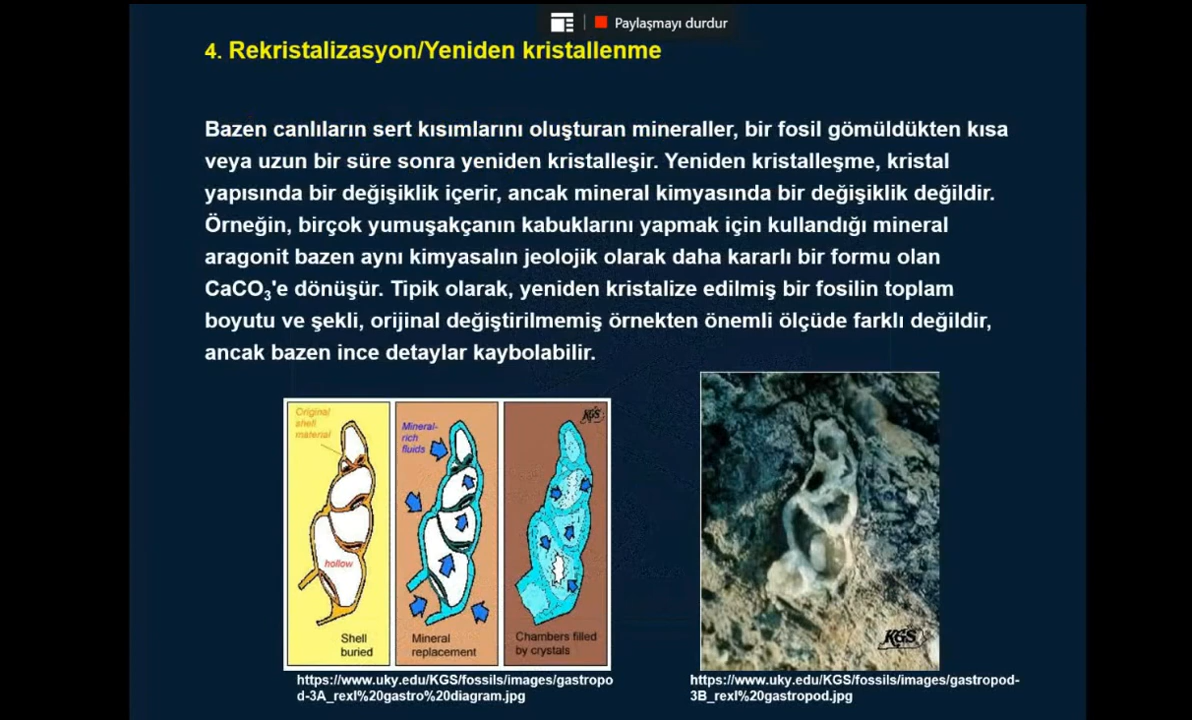 Paylaşmayı durdur
4. Rekristalizasyon/Yeniden kristallenme
Bazen canlıların sert kısımlarını oluşturan mineraller, bir fosil gömüldükten kısa
veya uzun bir süre sonra yeniden kristalleşir. Yeniden kristalleşme, kristal
yapısında bir değişiklik içerir, ancak mineral kimyasında bir değişiklik değildir.
Örneğin, birçok yumuşakçanın kabuklarını yapmak için kullandığı mineral
aragonit bazen aynı kimyasalın jeolojik olarak daha kararlı bir formu olan
CaCO₃'e dönüşür. Tipik olarak, yeniden kristalize edilmiş bir fosilin toplam
boyutu ve şekli, orijinal değiştirilmemiş örnekten önemli ölçüde farklı değildir,
ancak bazen ince detaylar kaybolabilir.
Original
shell
material
hollow
Shell
buried
Mineral-
rich
fluids
Mineral
replacement
KGS
Chambers filled
by crystals
https://www.uky.edu/KGS/fossils/images/gastropo
d-3A_rexl%20gastro%20diagram.jpg
KGS
https://www.uky.edu/KGS/fossils/images/gastropod-
3B_rexl%20gastropod.jpg